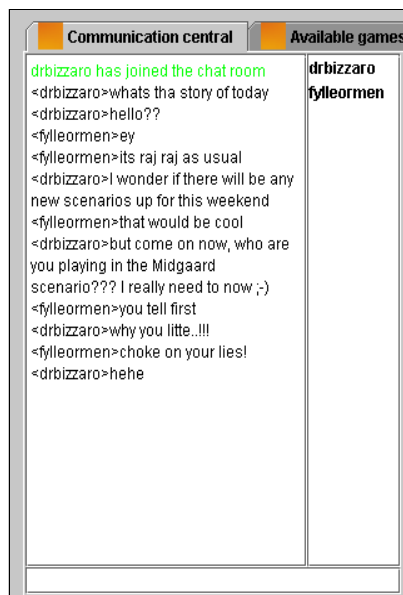 Communication central
Available games
drbizzaro has joined the chat room
<drbizzaro>whats tha story of today
<drbizzaro>hello??
<fylleormen>ey
<fylleormen>its raj raj as usual
<drbizzaro>I wonder if there will be any
new scenarios up for this weekend
<fylleormen>that would be cool
<drbizzaro>but come on now, who are
you playing in the Midgaard
scenario??? I really need to now ;-)
<fylleormen>you tell first
<drbizzaro>why you litte..!!!
<fylleormen>choke on your lies!
<drbizzaro>hehe
drbizzaro
fylleormen